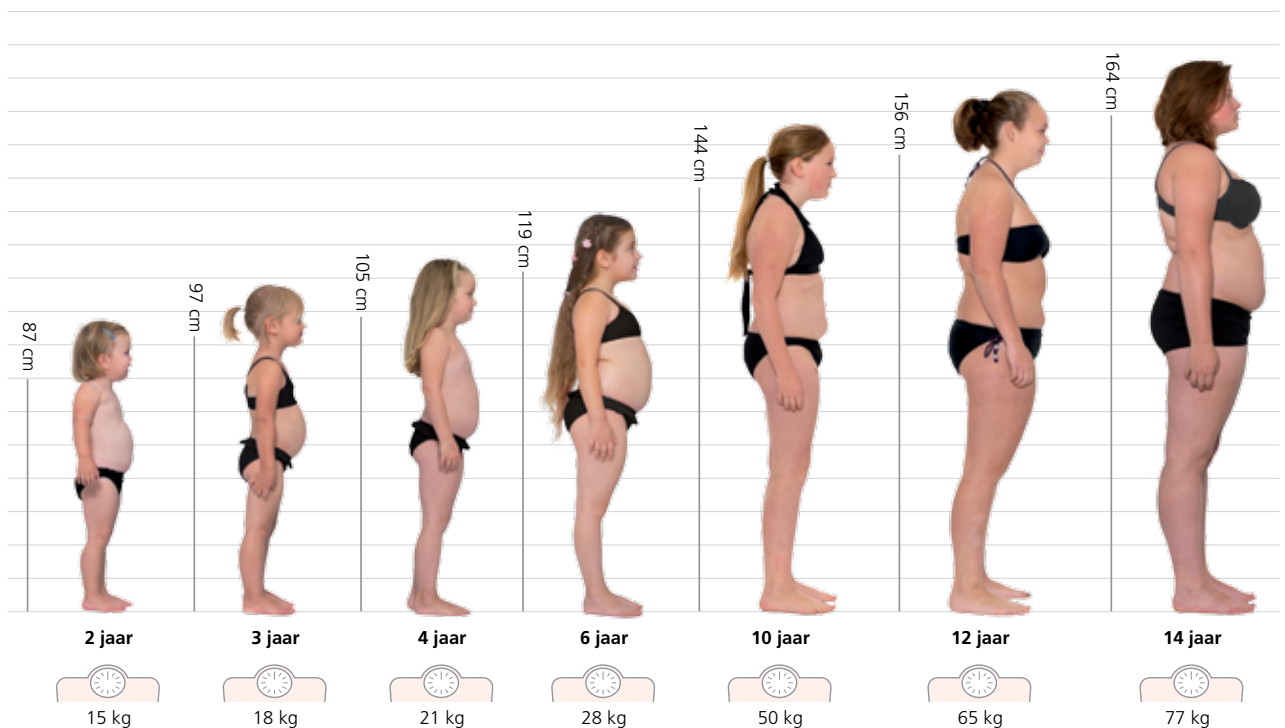 87 cm
97 cm
105 cm
119 cm
144 cm
156 cm
164 cm
2 jaar
3 jaar
4 jaar
6 jaar
10 jaar
12 jaar
14 jaar
15 kg
18 kg
21 kg
28 kg
50 kg
65 kg
77 kg